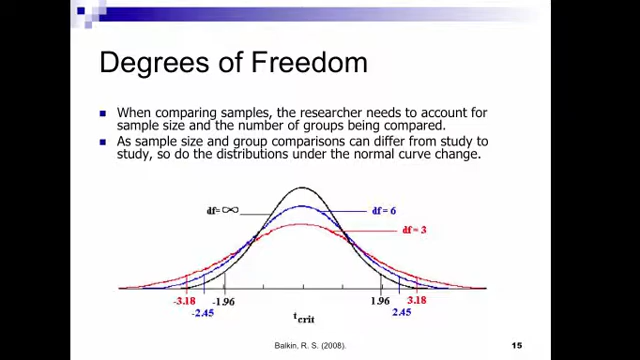 Degrees of Freedom
When comparing samples, the researcher needs to account for
sample size and the number of groups being compared.
As sample size and group comparisons can differ from study to
study, so do the distributions under the normal curve change.
df=∞
df = 6
df = 3
-3.18
-2.45
-1.96
1.96
2.45
3.18
tcrit
Balkin, R. S. (2008).
15